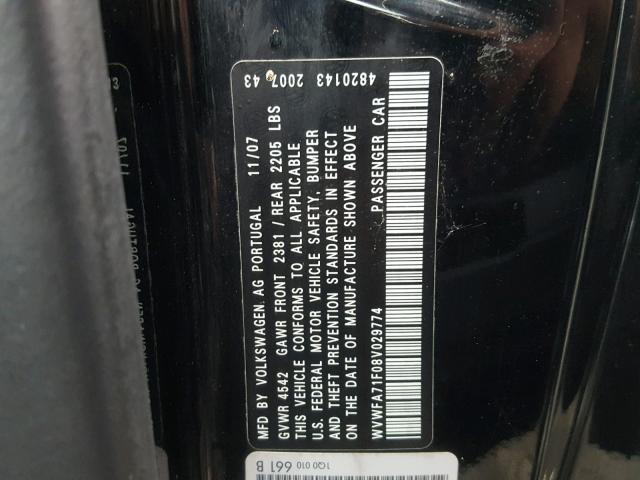 MFD BY VOLKSWAGEN. AG PORTUGAL 11/07 2007.43
GVWR 4542 GAWR FRONT 2381 / REAR 2205 LBS
THIS VEHICLE CONFORMS TO ALL APPLICABLE
U.S. FEDERAL MOTOR VEHICLE SAFETY, BUMPER
AND THEFT PREVENTION STANDARDS IN EFFECT
ON THE DATE OF MANUFACTURE SHOWN ABOVE
4820143
PASSENGER CAR
WVWFA71F08V029774
1Q0 010 661 B